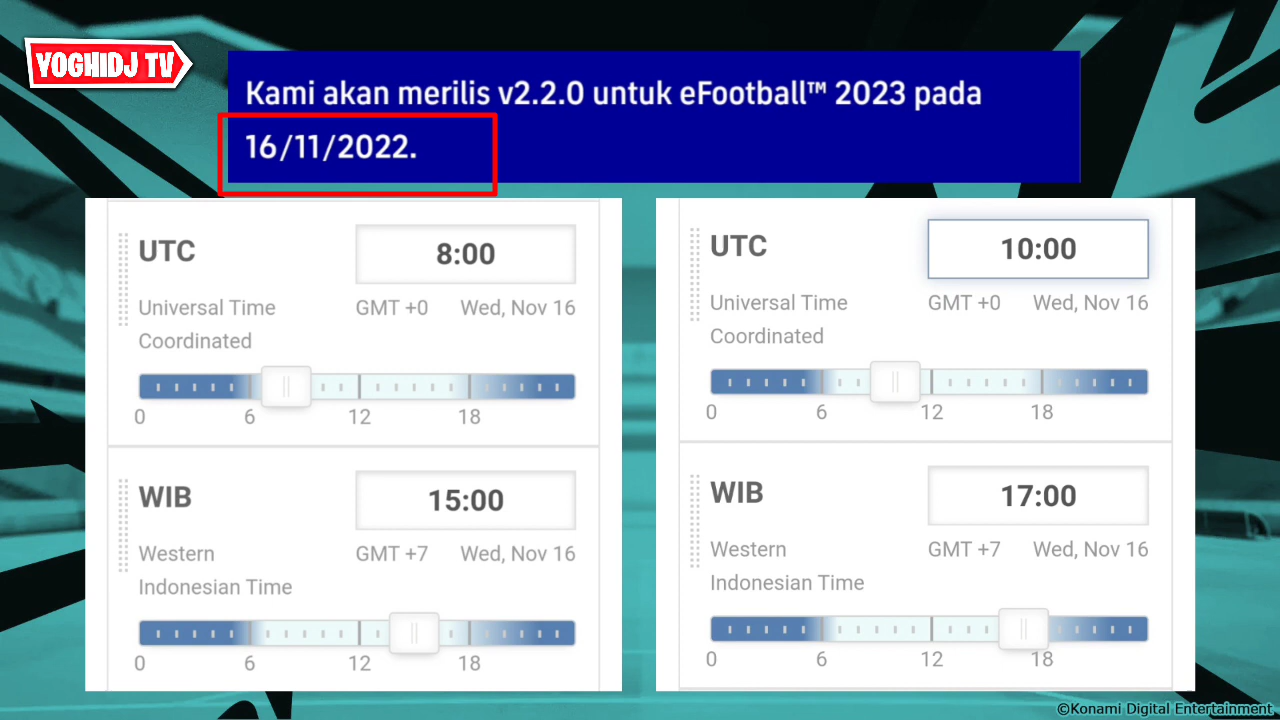 YOGHIDJ TV
Kami akan merilis v2.2.0 untuk eFootball™ 2023 pada
16/11/2022.
UTC 8:00
Universal Time GMT +0 Wed, Nov 16
Coordinated
0 6 12 18
WIB 15:00
Western GMT +7 Wed, Nov 16
Indonesian Time
0 6 12 18
UTC 10:00
Universal Time GMT +0 Wed, Nov 16
Coordinated
0 6 12 18
WIB 17:00
Western GMT +7 Wed, Nov 16
Indonesian Time
0 6 12 18
©Konami Digital Entertainment